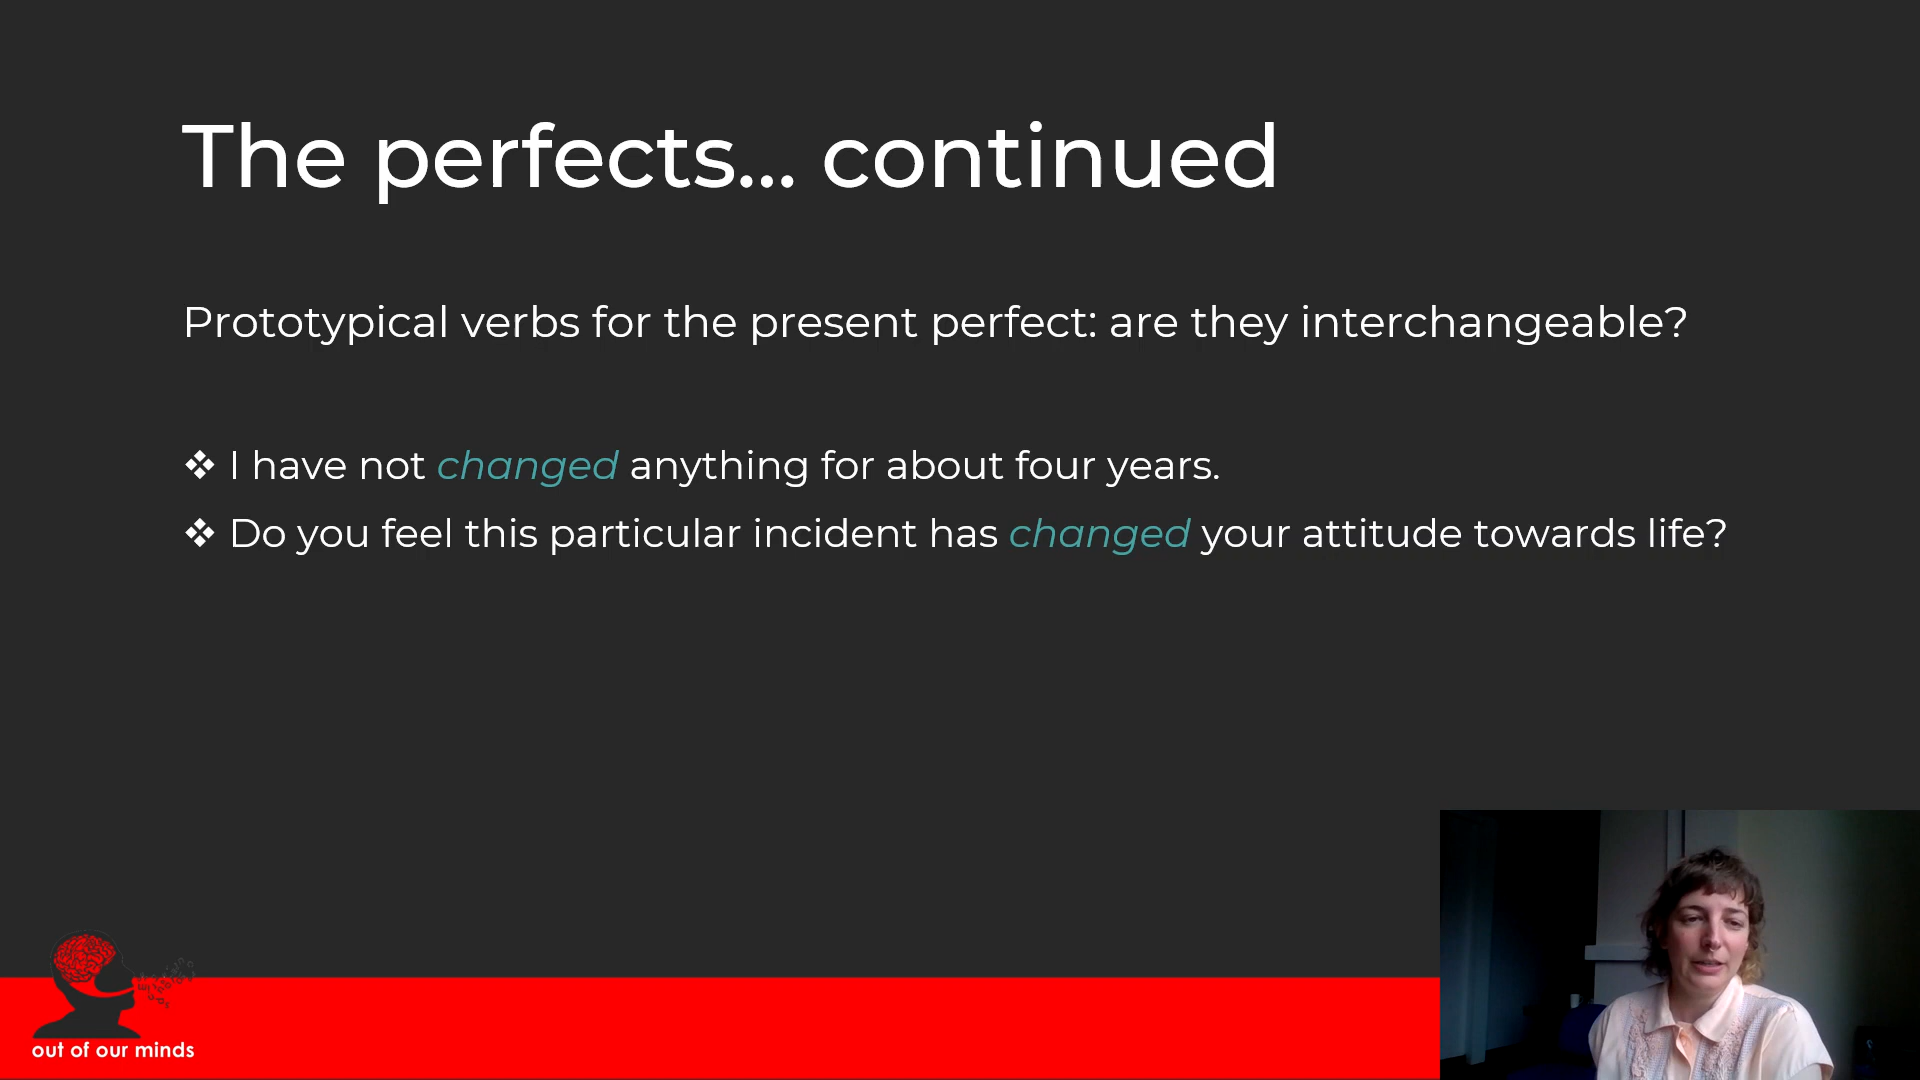 The perfects... continued
Prototypical verbs for the present perfect: are they interchangeable?
❖ I have not changed anything for about four years.
❖ Do you feel this particular incident has changed your attitude towards life?
out of our minds